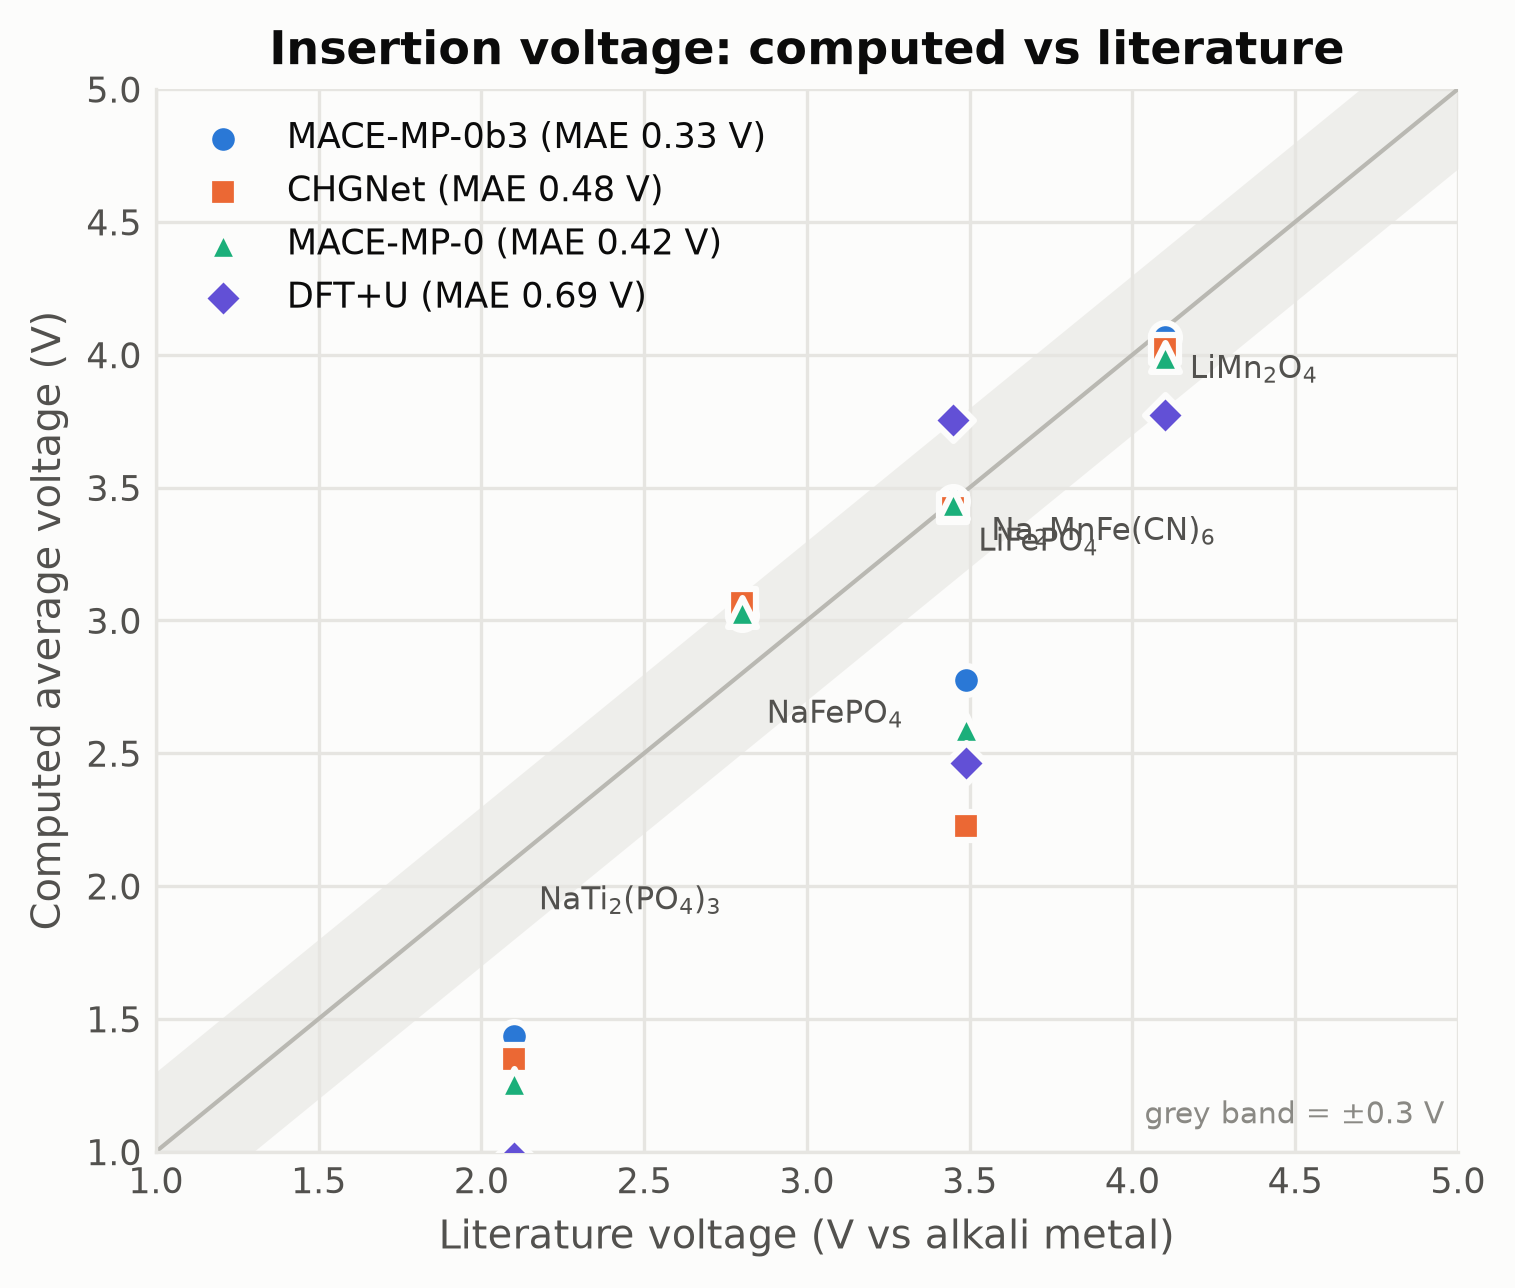 Insertion voltage: computed vs literature
MACE-MP-0b3 (MAE 0.33 V)
CHGNet (MAE 0.48 V)
MACE-MP-0 (MAE 0.42 V)
DFT+U (MAE 0.69 V)
Computed average voltage (V)
5.0
4.5
4.0
3.5
3.0
2.5
2.0
1.5
1.0
LiMn₂O₄
Na₂MnFe(CN)₆
LiFePO₄
NaFePO₄
NaTi₂(PO₄)₃
grey band = ±0.3 V
1.0 1.5 2.0 2.5 3.0 3.5 4.0 4.5 5.0
Literature voltage (V vs alkali metal)